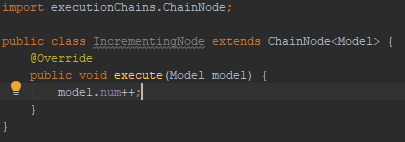 import executionChains.ChainNode;
public class IncrementingNode extends ChainNode<Model> {
@Override
public void execute(Model model) {
model.num++;
}
}